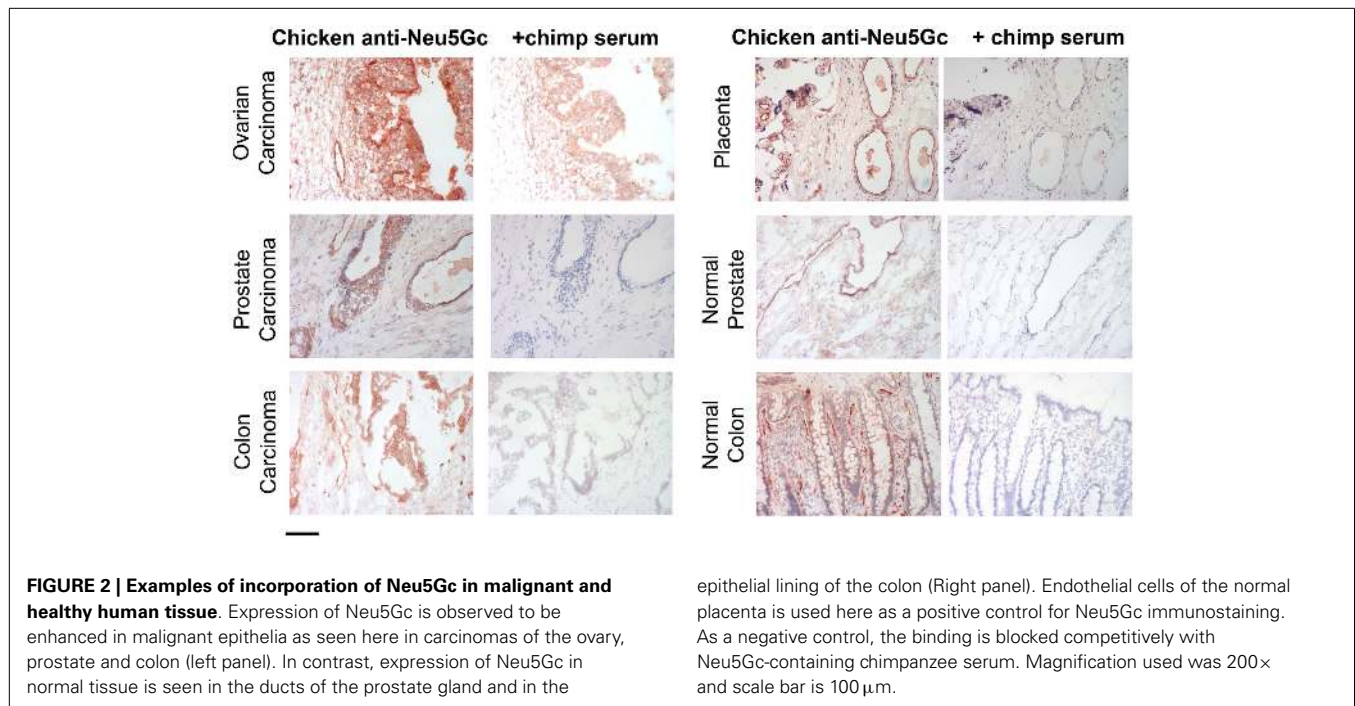 Chicken anti-Neu5Gc +chimp serum
Ovarian
Carcinoma
Prostate
Carcinoma
Colon
Carcinoma
Chicken anti-Neu5Gc + chimp serum
Placenta
Normal
Prostate
Normal
Colon
FIGURE 2 | Examples of incorporation of Neu5Gc in malignant and
healthy human tissue. Expression of Neu5Gc is observed to be
enhanced in malignant epithelia as seen here in carcinomas of the ovary,
prostate and colon (left panel). In contrast, expression of Neu5Gc in
normal tissue is seen in the ducts of the prostate gland and in the
epithelial lining of the colon (Right panel). Endothelial cells of the normal
placenta is used here as a positive control for Neu5Gc immunostaining.
As a negative control, the binding is blocked competitively with
Neu5Gc-containing chimpanzee serum. Magnification used was 200×
and scale bar is 100 μm.